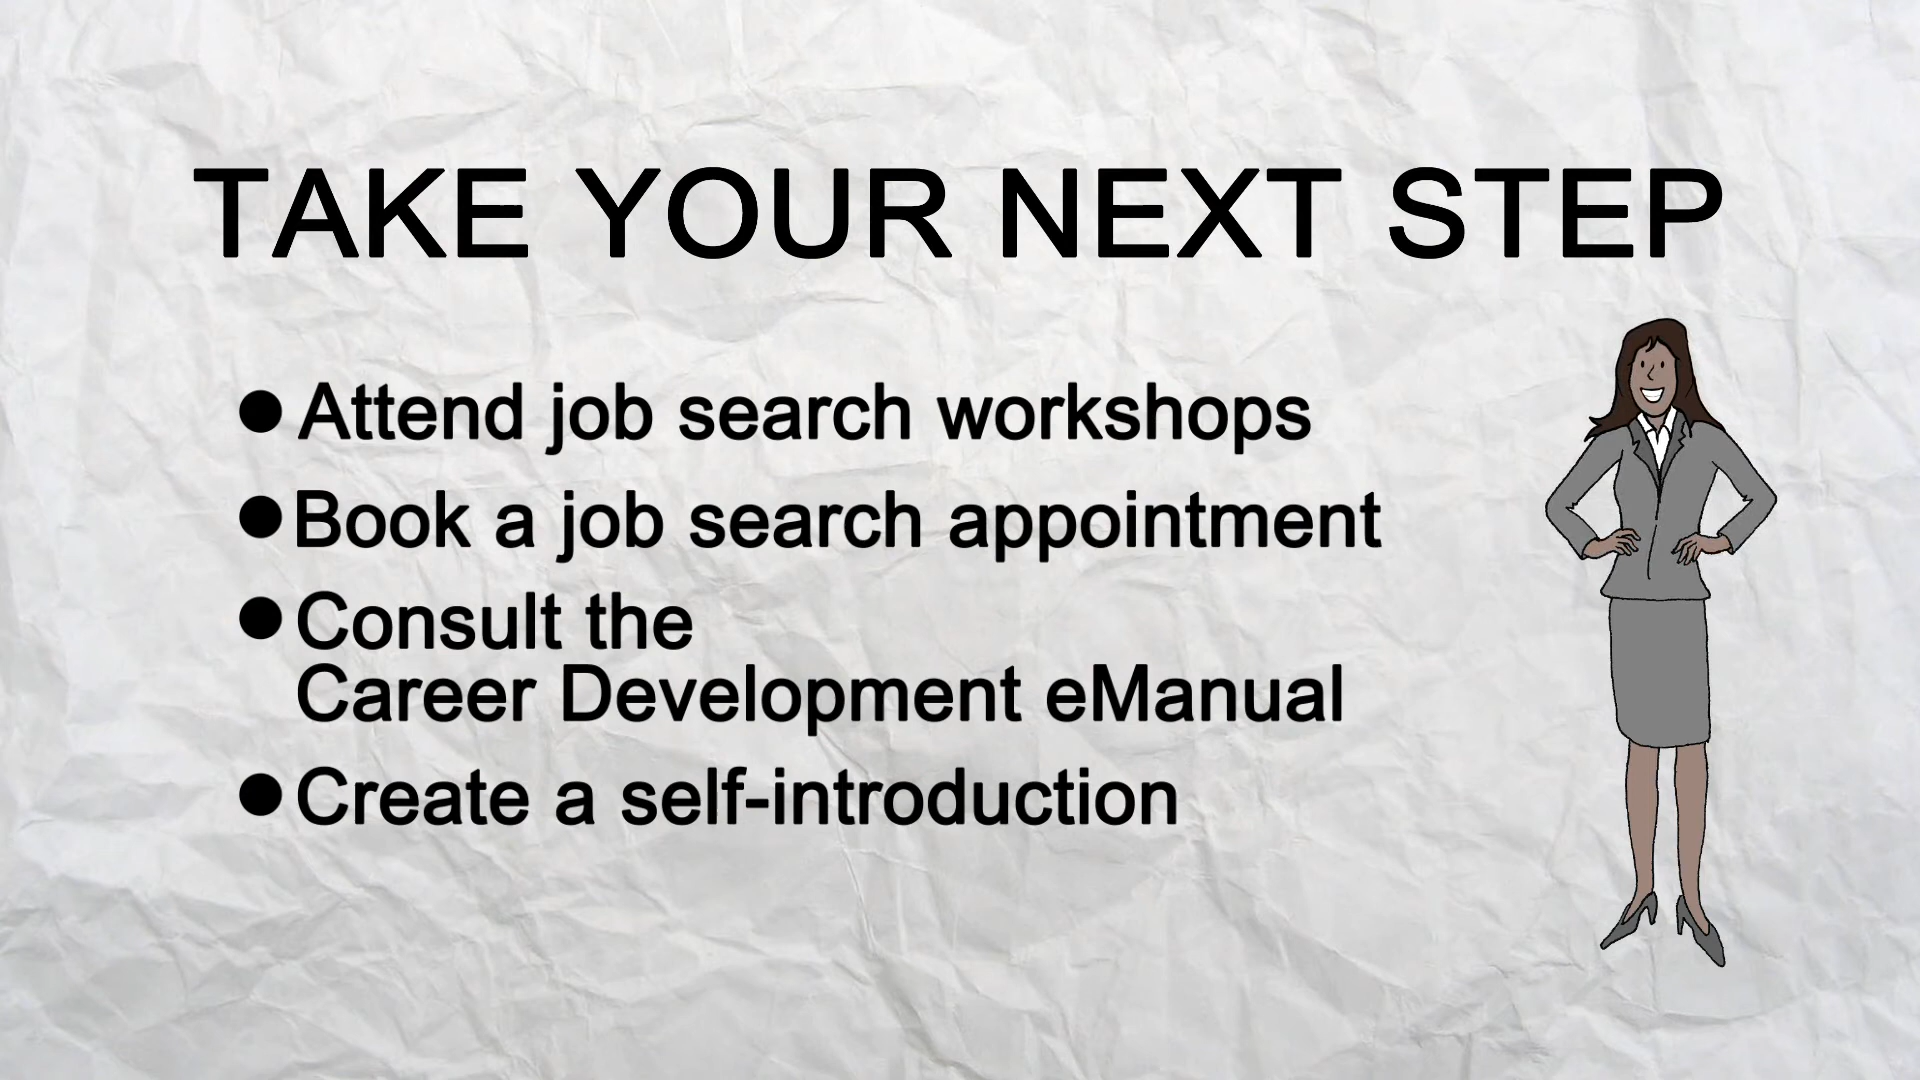 TAKE YOUR NEXT STEP
● Attend job search workshops
● Book a job search appointment
● Consult the
Career Development eManual
● Create a self-introduction